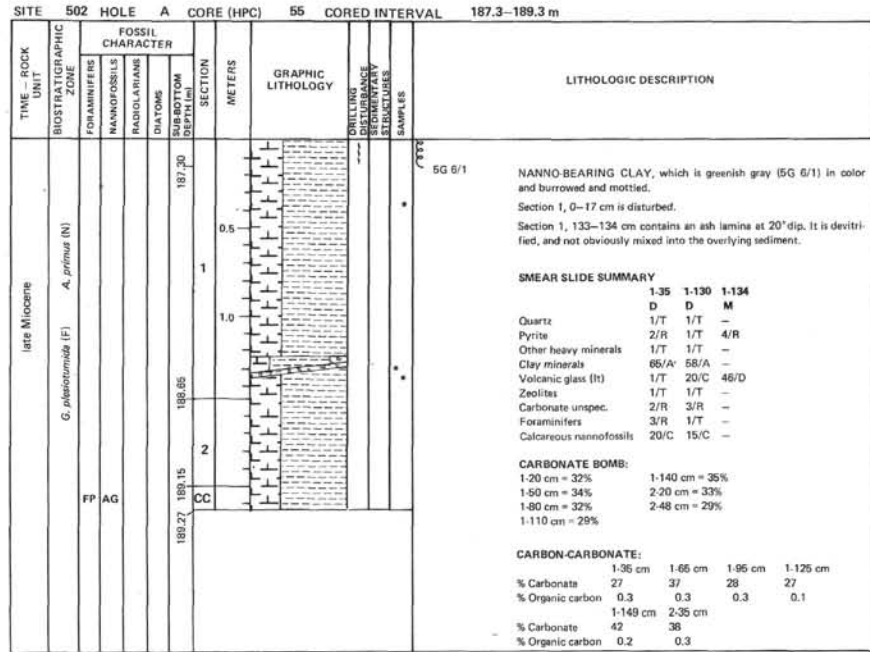 SITE 502 HOLE A CORE (HPC) 55 CORED INTERVAL 187.3–189.3 m
TIME – ROCK UNIT
BIOSTRATIGRAPHIC ZONE
FOSSIL CHARACTER
FORAMINIFERS
NANNOFOSSILS
RADIOLARIANS
DIATOMS
SUB-BOTTOM DEPTH (m)
SECTION
METERS
GRAPHIC LITHOLOGY
DRILLING DISTURBANCE
SEDIMENTARY STRUCTURES
SAMPLES
LITHOLOGIC DESCRIPTION
late Miocene
G. plesiotumida (F) A. primus (N)
FP AG
187.30
188.65
189.15
189.27
1
2
CC
0.5
1.0
*
*
*
5G 6/1
NANNO-BEARING CLAY, which is greenish gray (5G 6/1) in color
and burrowed and mottled.
Section 1, 0–17 cm is disturbed.
Section 1, 133–134 cm contains an ash lamina at 20° dip. It is devitri-
fied, and not obviously mixed into the overlying sediment.
SMEAR SLIDE SUMMARY
1-35 1-130 1-134
D D M
Quartz 1/T 1/T –
Pyrite 2/R 1/T 4/R
Other heavy minerals 1/T 1/T –
Clay minerals 65/A 58/A –
Volcanic glass (lt) 1/T 20/C 46/D
Zeolites 1/T 1/T –
Carbonate unspec. 2/R 3/R –
Foraminifers 3/R 1/T –
Calcareous nannofossils 20/C 15/C –
CARBONATE BOMB:
1-20 cm = 32% 1-140 cm = 35%
1-50 cm = 34% 2-20 cm = 33%
1-80 cm = 32% 2-48 cm = 29%
1-110 cm = 29%
CARBON-CARBONATE:
1-35 cm 1-65 cm 1-95 cm 1-125 cm
% Carbonate 27 37 28 27
% Organic carbon 0.3 0.3 0.3 0.1
1-149 cm 2-35 cm
% Carbonate 42 38
% Organic carbon 0.2 0.3